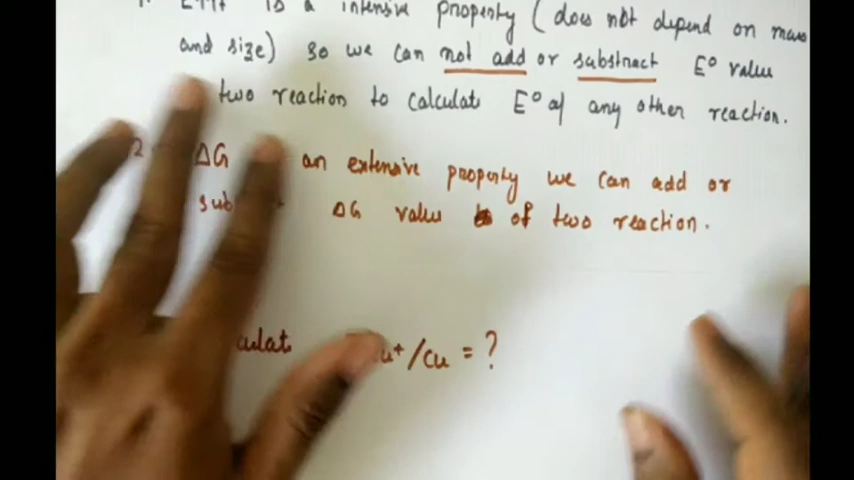 is a intensive property (does not depend on mass
and size) so we can not add or substract E° value
two reaction to calculate E° of any other reaction.
2 ΔG an extensive property we can add or
ΔG value of two reaction.
u+/cu = ?